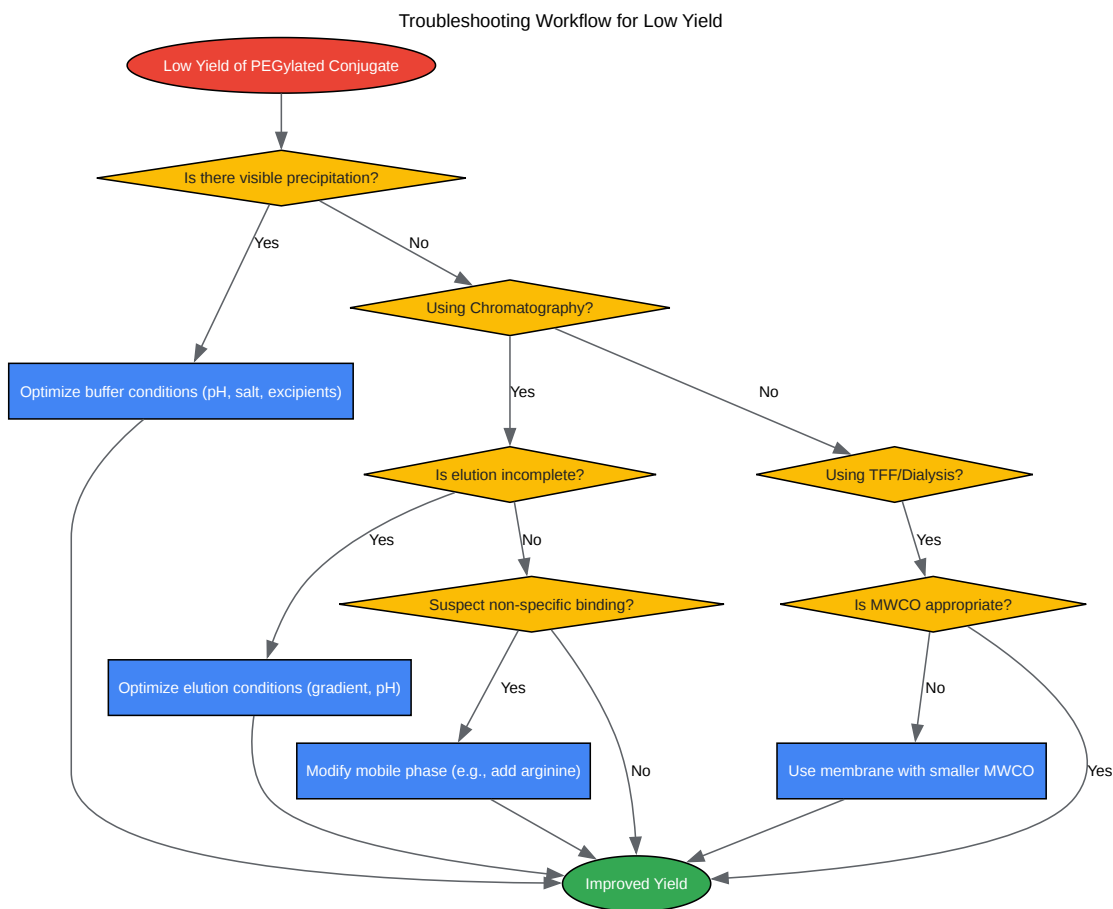 Troubleshooting Workflow for Low Yield
Low Yield of PEGylated Conjugate
Is there visible precipitation?
Yes
No
Using Chromatography?
Optimize buffer conditions (pH, salt, excipients)
Yes
No
Is elution incomplete?
Using TFF/Dialysis?
Yes
No
Yes
Suspect non-specific binding?
Is MWCO appropriate?
Optimize elution conditions (gradient, pH)
Yes
No
Modify mobile phase (e.g., add arginine)
No
Use membrane with smaller MWCO
Yes
Improved Yield